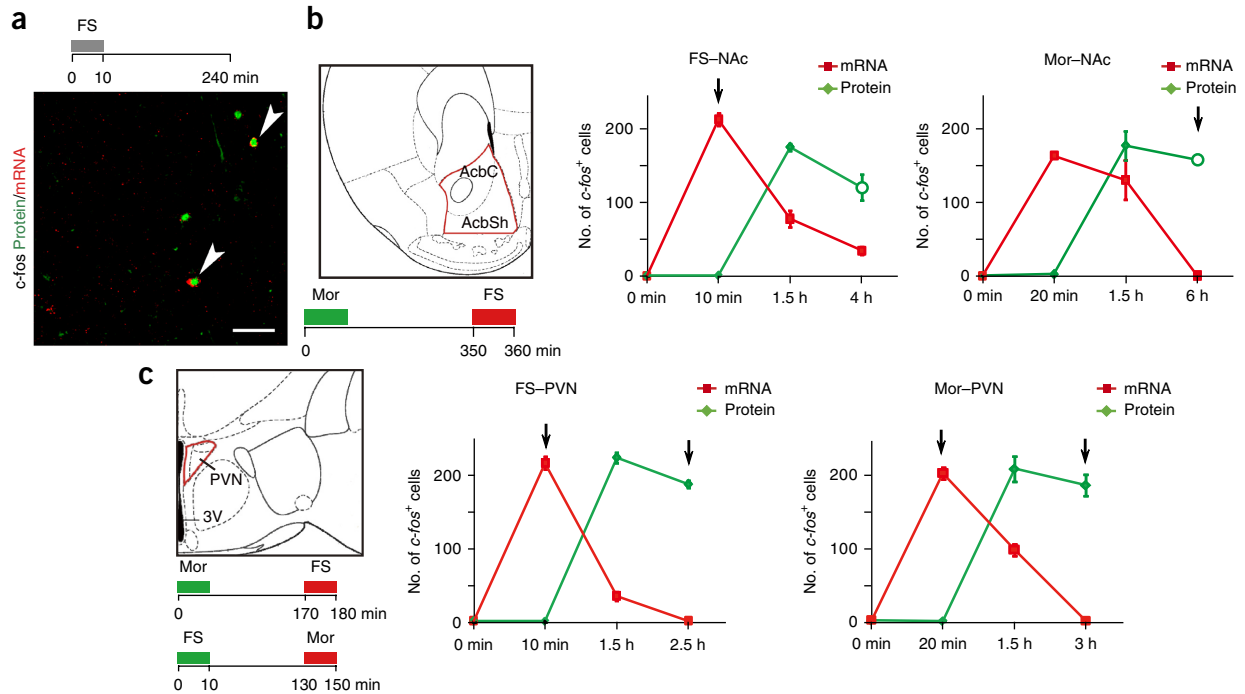 a
FS
0 10 240 min
c-fos Protein/mRNA
b
AcbC
AcbSh
Mor FS
0 350 360 min
FS–NAc
mRNA
Protein
No. of c-fos+ cells
200
100
0
0 min 10 min 1.5 h 4 h
Mor–NAc
mRNA
Protein
No. of c-fos+ cells
200
100
0
0 min 20 min 1.5 h 6 h
c
PVN
3V
Mor FS
0 170 180 min
FS Mor
0 10 130 150 min
FS–PVN
mRNA
Protein
No. of c-fos+ cells
200
100
0
0 min 10 min 1.5 h 2.5 h
Mor–PVN
mRNA
Protein
No. of c-fos+ cells
200
100
0
0 min 20 min 1.5 h 3 h